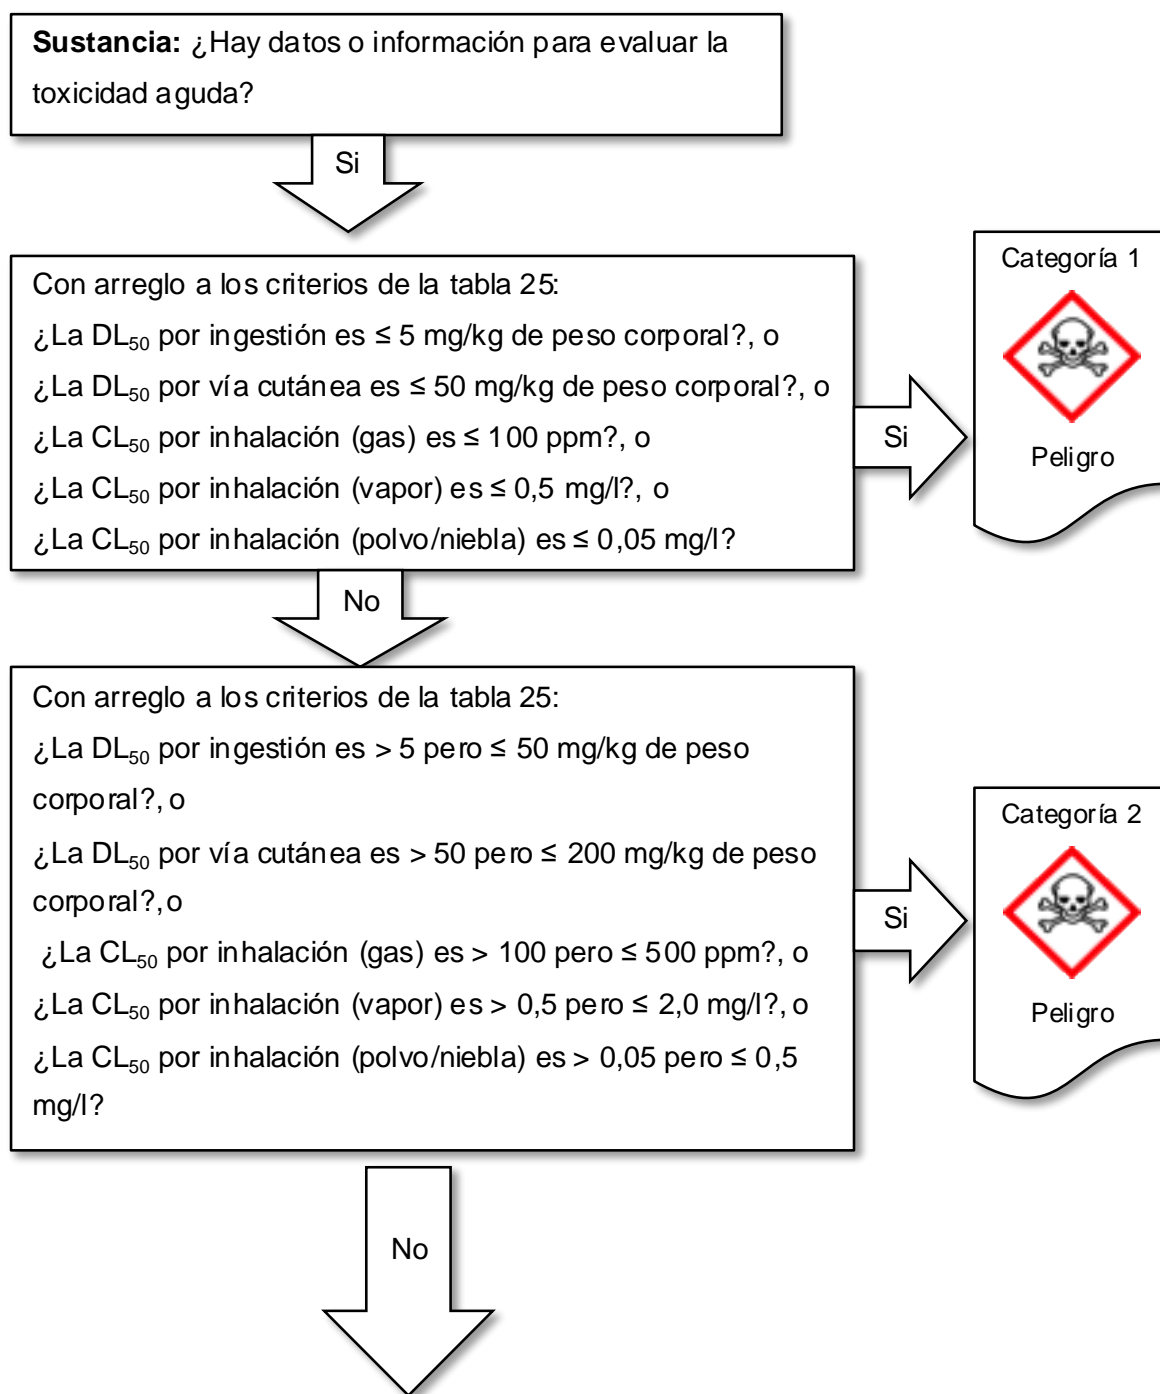 Sustancia: ¿Hay datos o información para evaluar la
toxicidad aguda?
Si
Con arreglo a los criterios de la tabla 25:
¿La DL50 por ingestión es ≤ 5 mg/kg de peso corporal?, o
¿La DL50 por vía cutánea es ≤ 50 mg/kg de peso corporal?, o
¿La CL50 por inhalación (gas) es ≤ 100 ppm?, o
¿La CL50 por inhalación (vapor) es ≤ 0,5 mg/l?, o
¿La CL50 por inhalación (polvo/niebla) es ≤ 0,05 mg/l?
Si
Categoría 1
Peligro
No
Con arreglo a los criterios de la tabla 25:
¿La DL50 por ingestión es > 5 pero ≤ 50 mg/kg de peso
corporal?, o
¿La DL50 por vía cutánea es > 50 pero ≤ 200 mg/kg de peso
corporal?, o
¿La CL50 por inhalación (gas) es > 100 pero ≤ 500 ppm?, o
¿La CL50 por inhalación (vapor) es > 0,5 pero ≤ 2,0 mg/l?, o
¿La CL50 por inhalación (polvo/niebla) es > 0,05 pero ≤ 0,5
mg/l?
Si
Categoría 2
Peligro
No